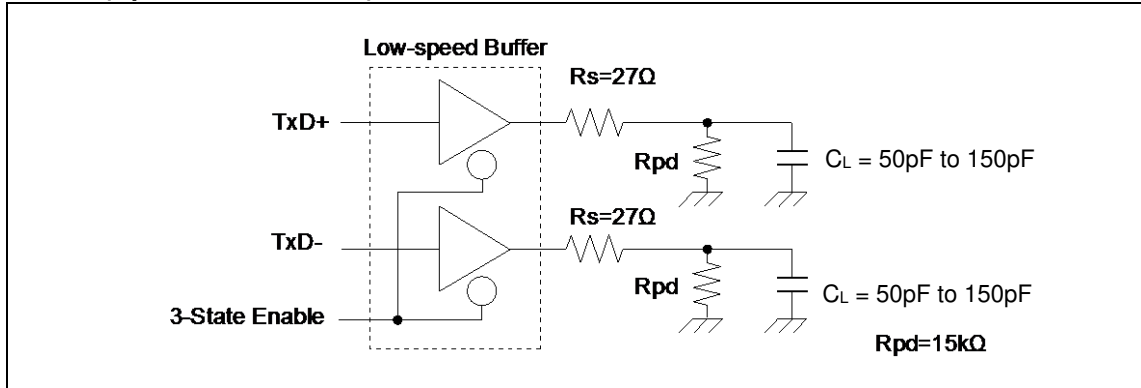 Low-speed Buffer
Rs=27Ω
TxD+
Rpd
CL = 50pF to 150pF
Rs=27Ω
TxD-
Rpd
CL = 50pF to 150pF
3-State Enable
Rpd=15kΩ